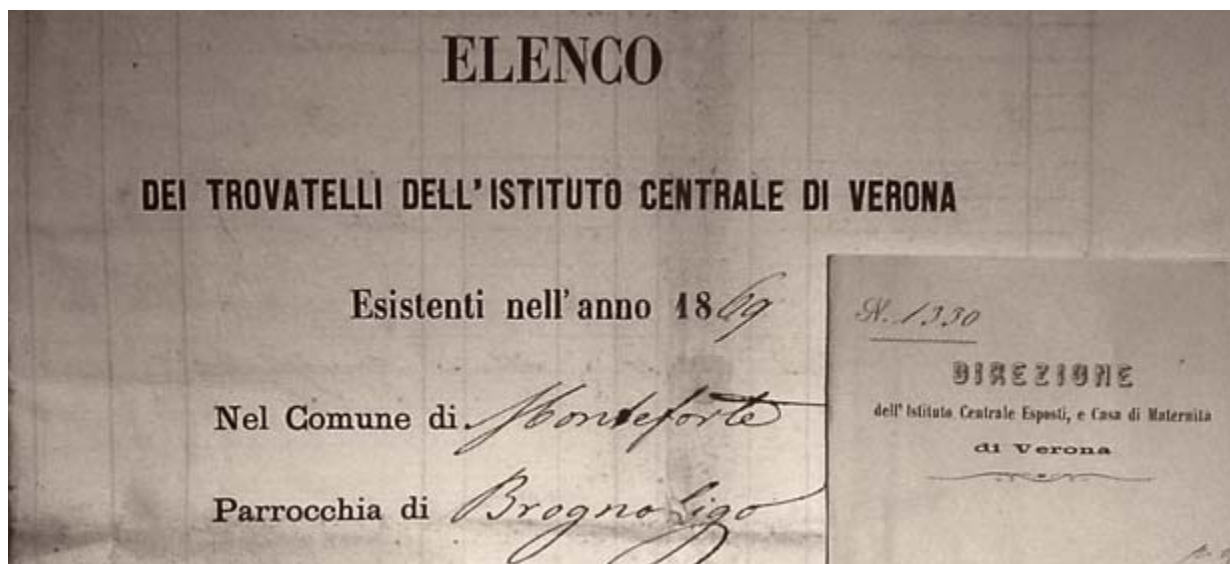 ELENCO
DEI TROVATELLI DELL'ISTITUTO CENTRALE DI VERONA
Esistenti nell'anno 1869
Nel Comune di Monteforte
Parrocchia di Brognoligo
N. 1330
DIREZIONE
dell'Istituto Centrale Esposti, e Casa di Maternità
di Verona